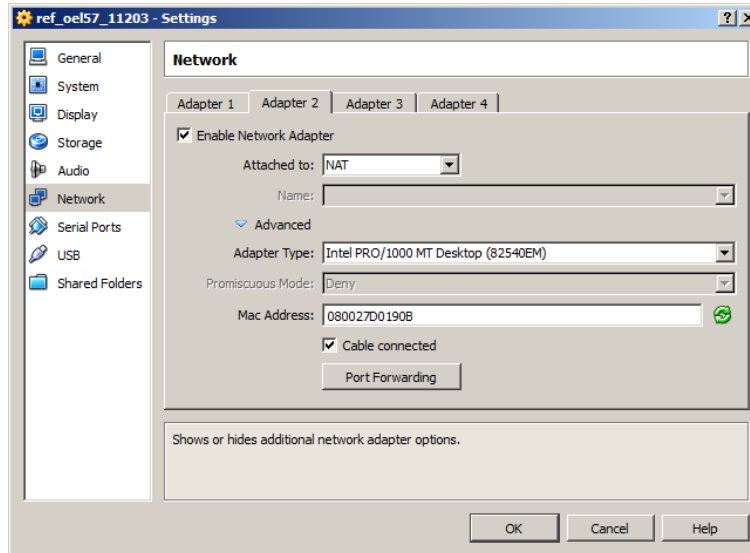 ref_oel57_11203 - Settings
General
System
Display
Storage
Audio
Network
Serial Ports
USB
Shared Folders
Network
Adapter 1 Adapter 2 Adapter 3 Adapter 4
Enable Network Adapter
Attached to: NAT
Name:
Advanced
Adapter Type: Intel PRO/1000 MT Desktop (82540EM)
Promiscuous Mode: Deny
Mac Address: 080027D0190B
Cable connected
Port Forwarding
Shows or hides additional network adapter options.
OK Cancel Help